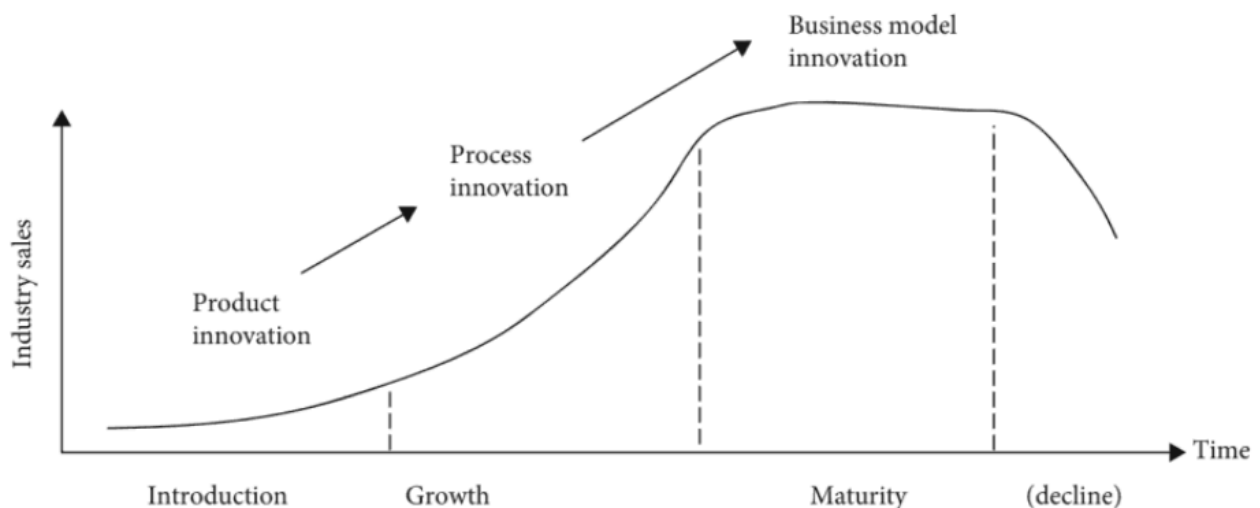 Business model
innovation
Process
innovation
Product
innovation
Industry sales
Time
Introduction
Growth
Maturity
(decline)